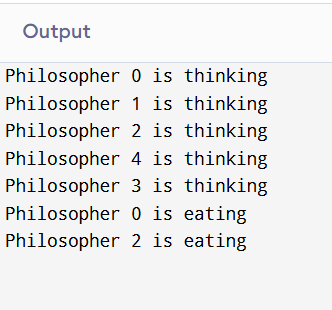 Output
Philosopher 0 is thinking
Philosopher 1 is thinking
Philosopher 2 is thinking
Philosopher 4 is thinking
Philosopher 3 is thinking
Philosopher 0 is eating
Philosopher 2 is eating